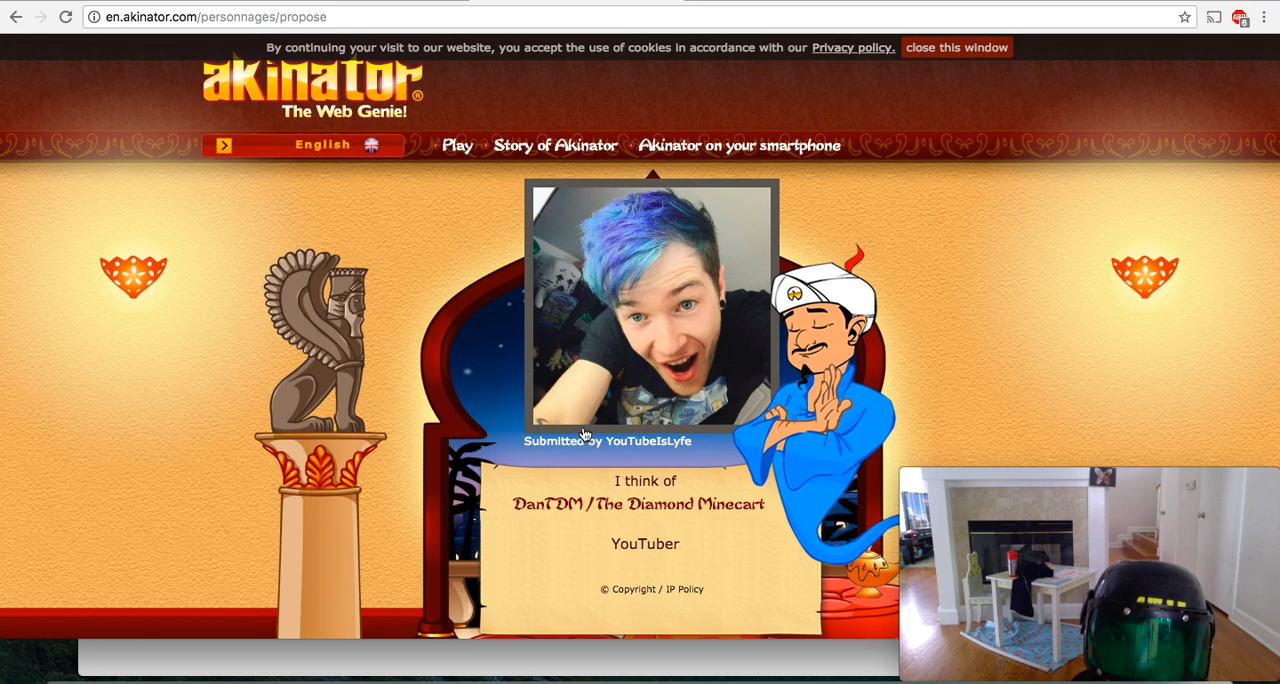 en.akinator.com/personnages/propose
ABP
6
By continuing your visit to our website, you accept the use of cookies in accordance with our Privacy policy. close this window
akinator®
The Web Genie!
English
Play · Story of Akinator · Akinator on your smartphone
Submitted by YouTubeIsLyfe
I think of
DanTDM / The Diamond Minecart
YouTuber
© Copyright / IP Policy